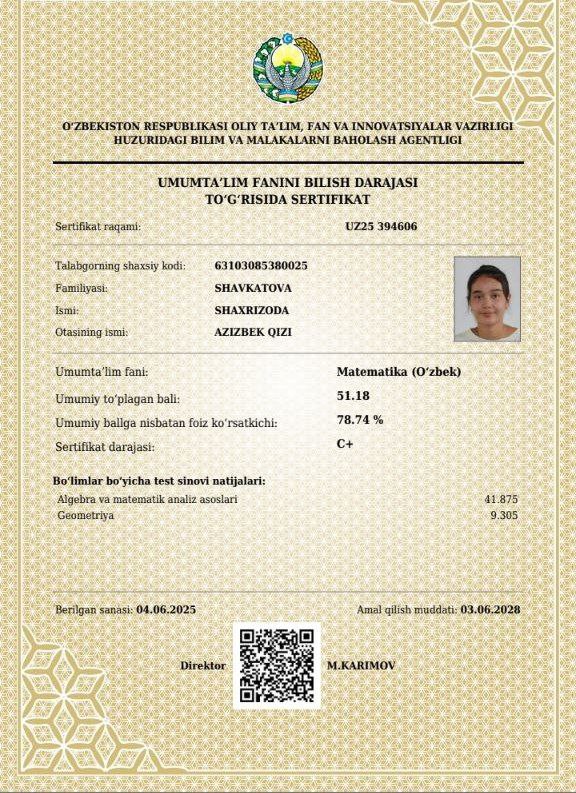 O‘ZBEKISTON RESPUBLIKASI OLIY TA’LIM, FAN VA INNOVATSIYALAR VAZIRLIGI
HUZURIDAGI BILIM VA MALAKALARNI BAHOLASH AGENTLIGI
UMUMTA’LIM FANINI BILISH DARAJASI
TO‘G‘RISIDA SERTIFIKAT
Sertifikat raqami: UZ25 394606
Talabgorning shaxsiy kodi: 63103085380025
Familiyasi: SHAVKATOVA
Ismi: SHAXRIZODA
Otasining ismi: AZIZBEK QIZI
Umumta’lim fani: Matematika (O‘zbek)
Umumiy to‘plagan bali: 51.18
Umumiy ballga nisbatan foiz ko‘rsatkichi: 78.74 %
Sertifikat darajasi: C+
Bo‘limlar bo‘yicha test sinovi natijalari:
Algebra va matematik analiz asoslari 41.875
Geometriya 9.305
Berilgan sanasi: 04.06.2025 Amal qilish muddati: 03.06.2028
Direktor M.KARIMOV